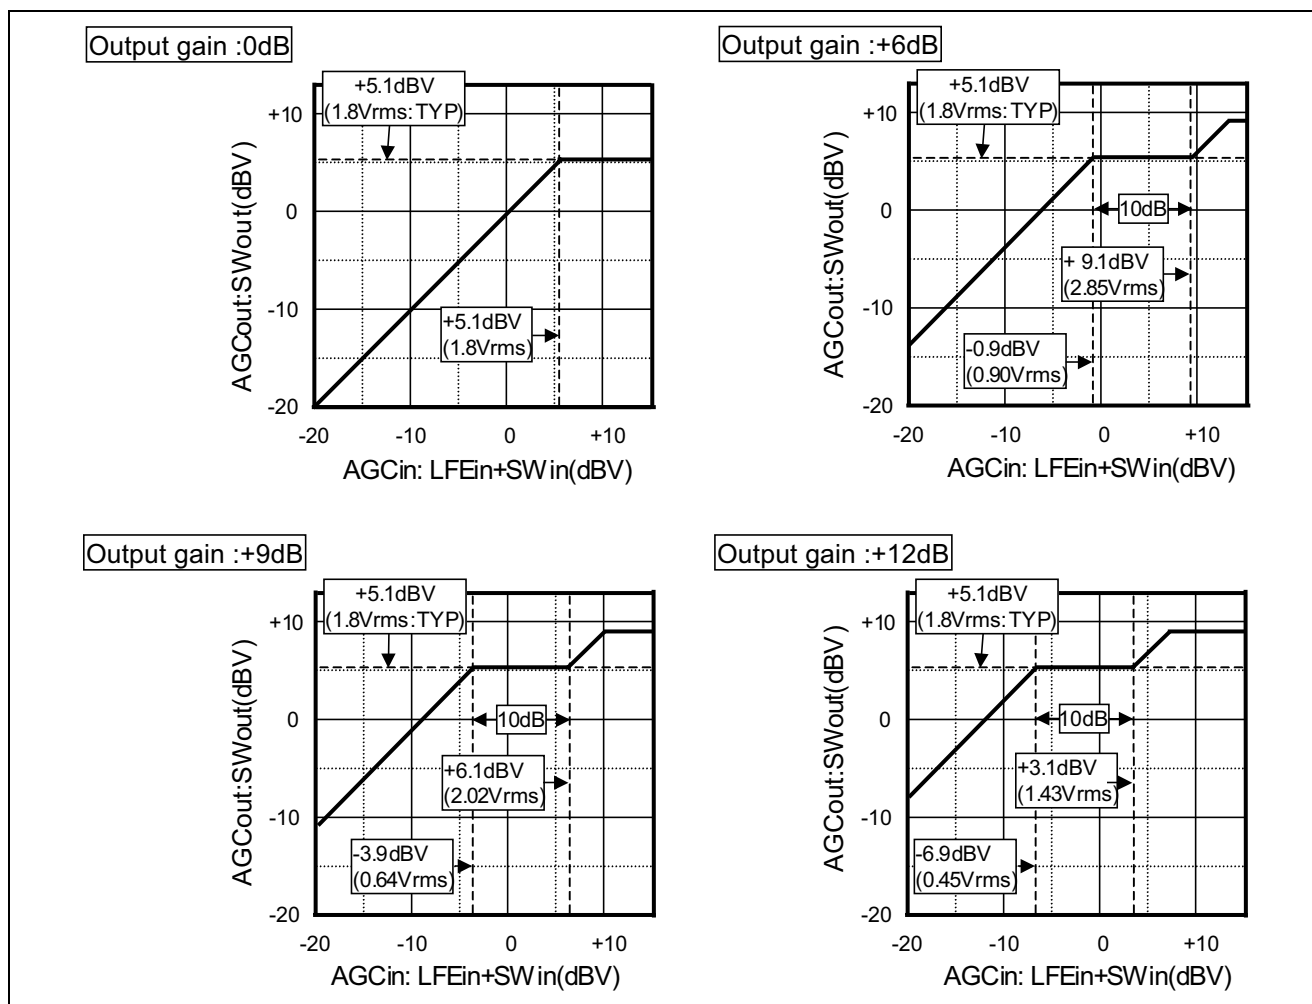 Output gain :0dB
+5.1dBV
(1.8Vrms:TYP)
+10
0
-10
-20
AGCout:SWout(dBV)
+5.1dBV
(1.8Vrms)
-20
-10
0
+10
AGCin: LFEin+SWin(dBV)
Output gain :+6dB
+5.1dBV
(1.8Vrms:TYP)
+10
0
-10
-20
AGCout:SWout(dBV)
10dB
+ 9.1dBV
(2.85Vrms)
-0.9dBV
(0.90Vrms)
-20
-10
0
+10
AGCin: LFEin+SWin(dBV)
Output gain :+9dB
+5.1dBV
(1.8Vrms:TYP)
+10
0
-10
-20
AGCout:SWout(dBV)
10dB
+6.1dBV
(2.02Vrms)
-3.9dBV
(0.64Vrms)
-20
-10
0
+10
AGCin: LFEin+SWin(dBV)
Output gain :+12dB
+5.1dBV
(1.8Vrms:TYP)
+10
0
-10
-20
AGCout:SWout(dBV)
10dB
+3.1dBV
(1.43Vrms)
-6.9dBV
(0.45Vrms)
-20
-10
0
+10
AGCin: LFEin+SWin(dBV)